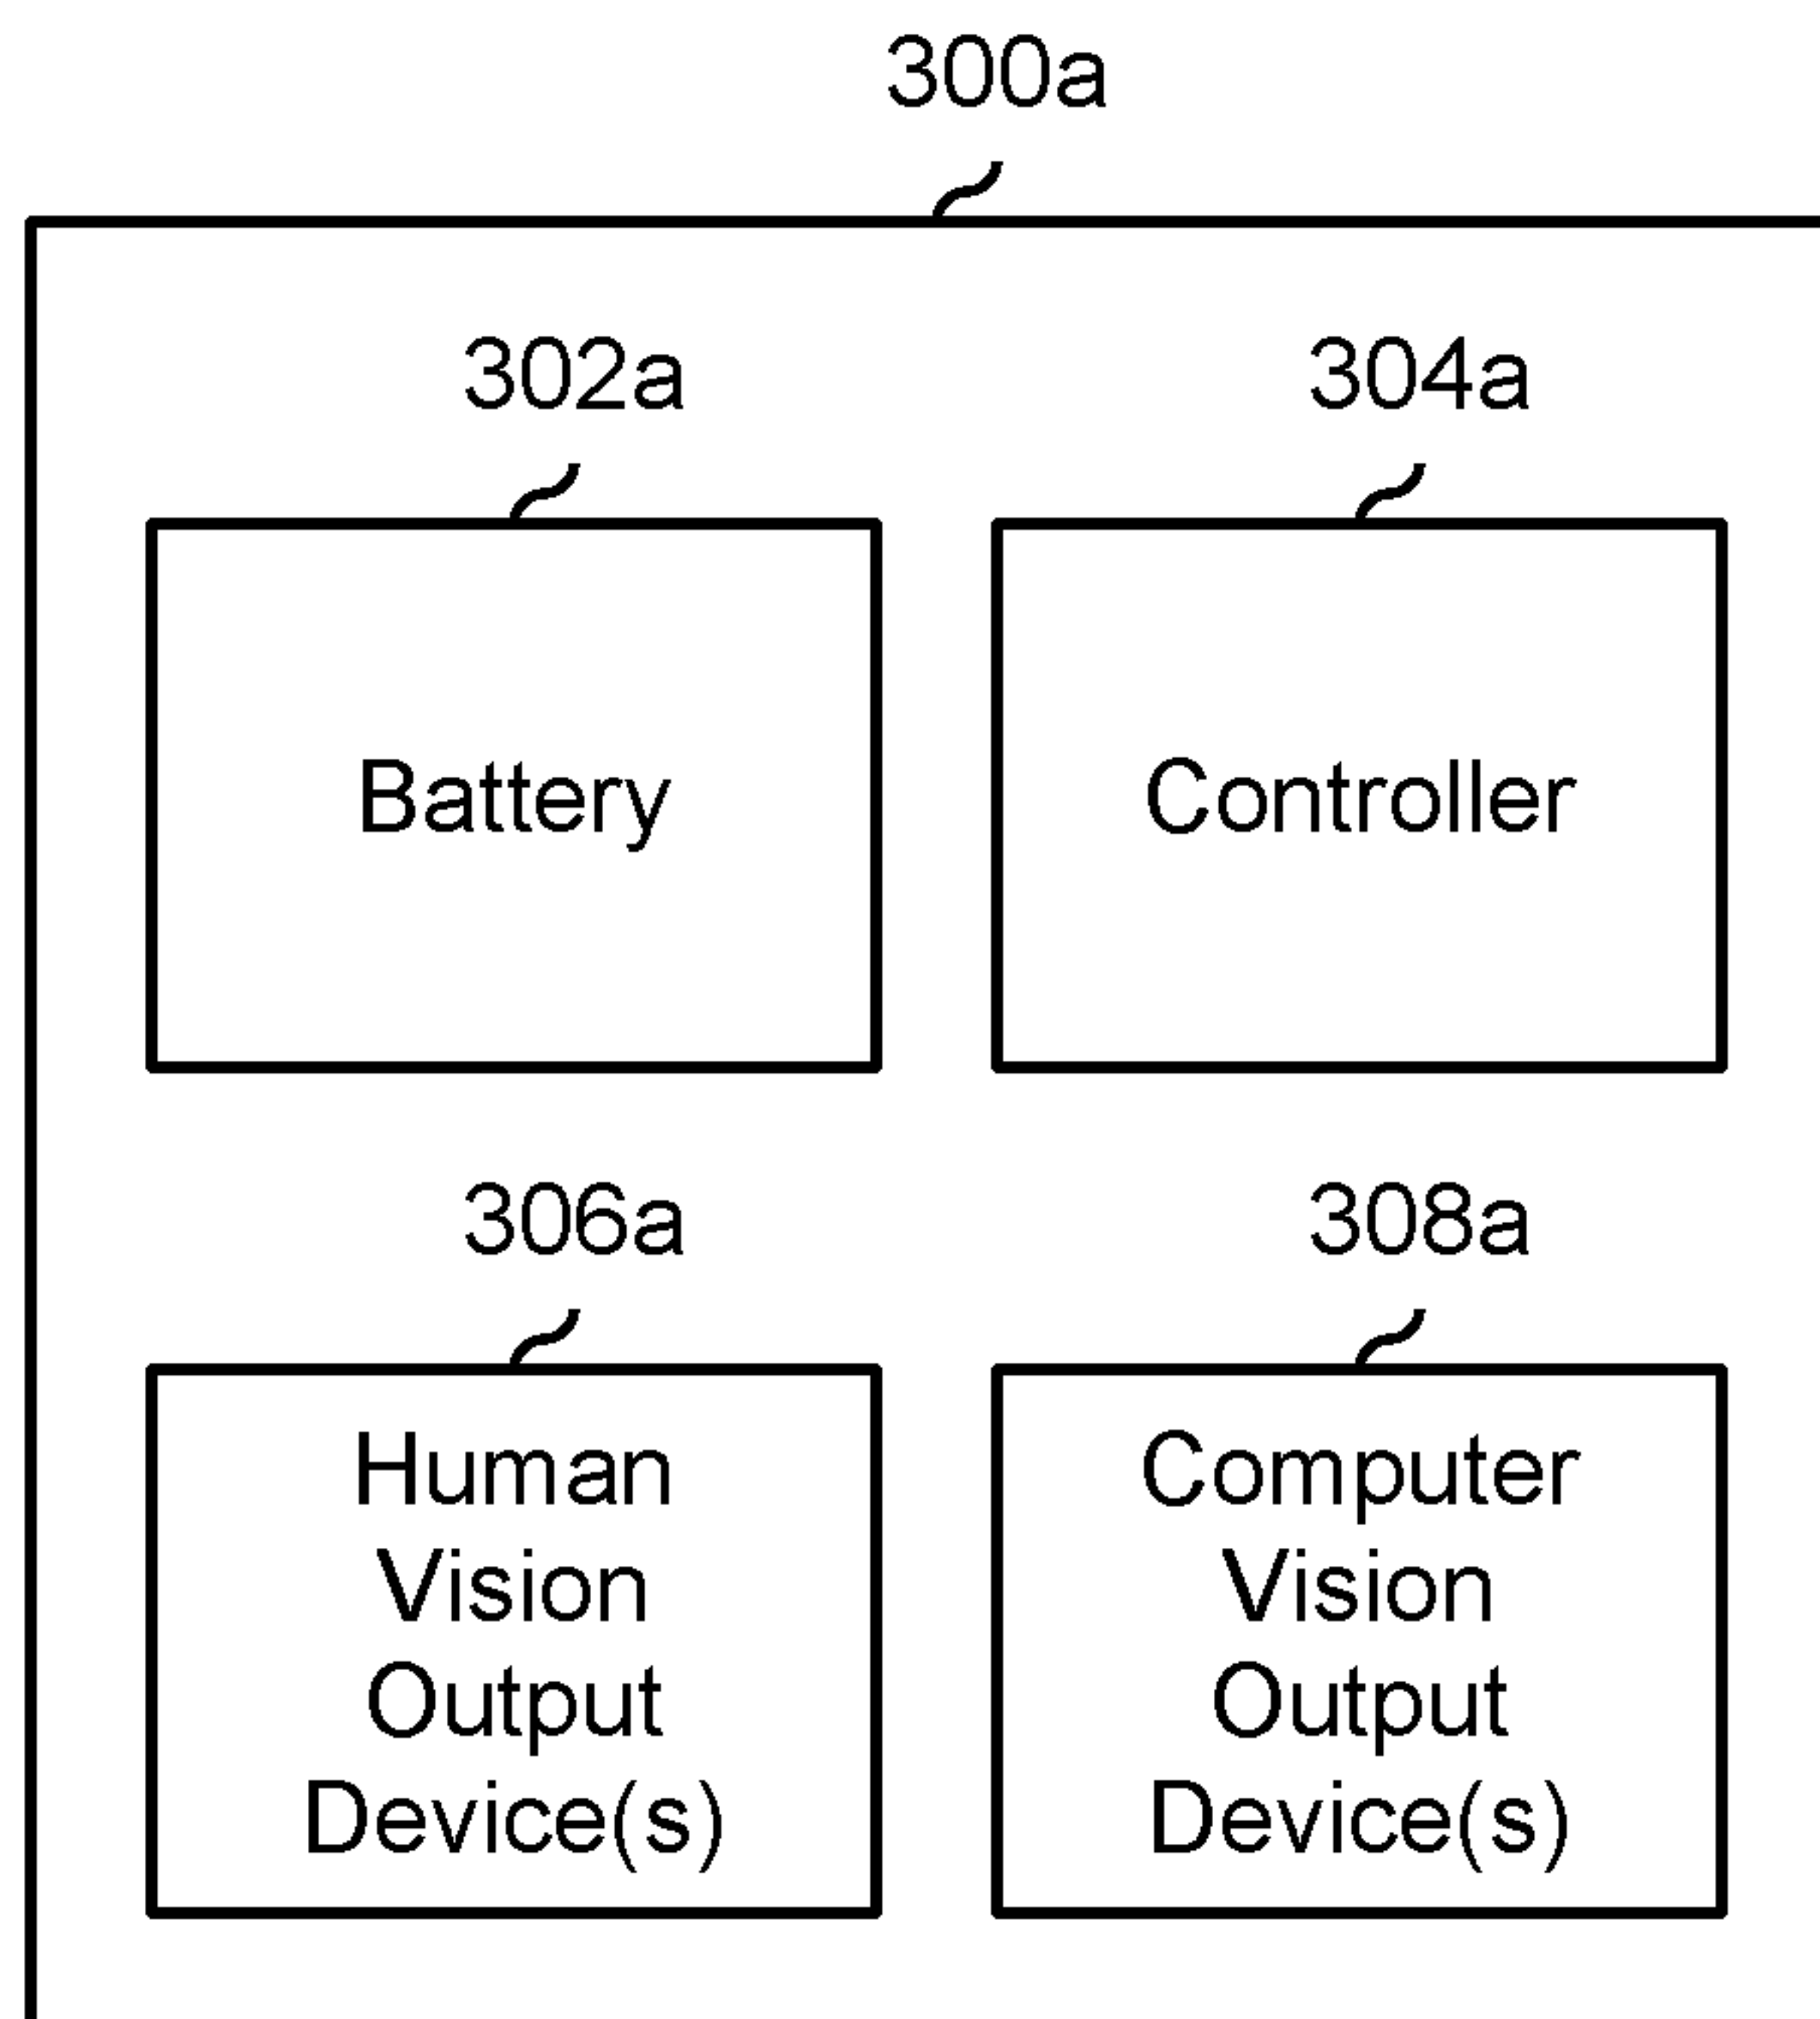 300a
302a
304a
Battery
Controller
306a
308a
Human
Vision
Output
Device(s)
Computer
Vision
Output
Device(s)